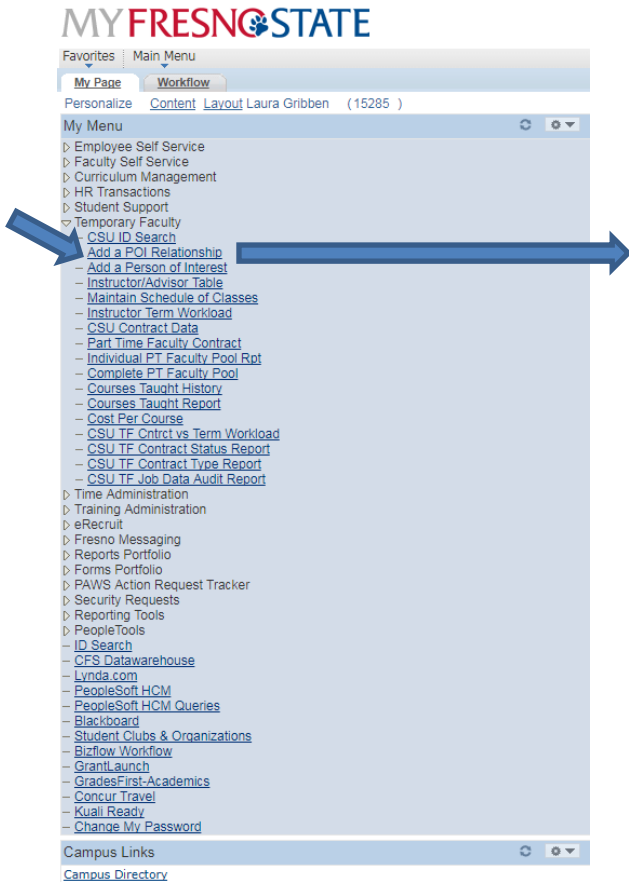 MY FRESNO STATE
Favorites Main Menu
My Page Workflow
Personalize Content Layout Laura Gribben (15285 )
My Menu
Employee Self Service
Faculty Self Service
Curriculum Management
HR Transactions
Student Support
Temporary Faculty
– CSU ID Search
Add a POI Relationship
– Add a Person of Interest
– Instructor/Advisor Table
– Maintain Schedule of Classes
– Instructor Term Workload
– CSU Contract Data
– Part Time Faculty Contract
– Individual PT Faculty Pool Rpt
– Complete PT Faculty Pool
– Courses Taught History
– Courses Taught Report
– Cost Per Course
– CSU TF Cntrct vs Term Workload
– CSU TF Contract Status Report
– CSU TF Contract Type Report
– CSU TF Job Data Audit Report
Time Administration
Training Administration
eRecruit
Fresno Messaging
Reports Portfolio
Forms Portfolio
PAWS Action Request Tracker
Security Requests
Reporting Tools
PeopleTools
– ID Search
– CFS Datawarehouse
– Lynda.com
– PeopleSoft HCM
– PeopleSoft HCM Queries
– Blackboard
– Student Clubs & Organizations
– Bizflow Workflow
– GrantLaunch
– GradesFirst-Academics
– Concur Travel
– Kuali Ready
– Change My Password
Campus Links
Campus Directory